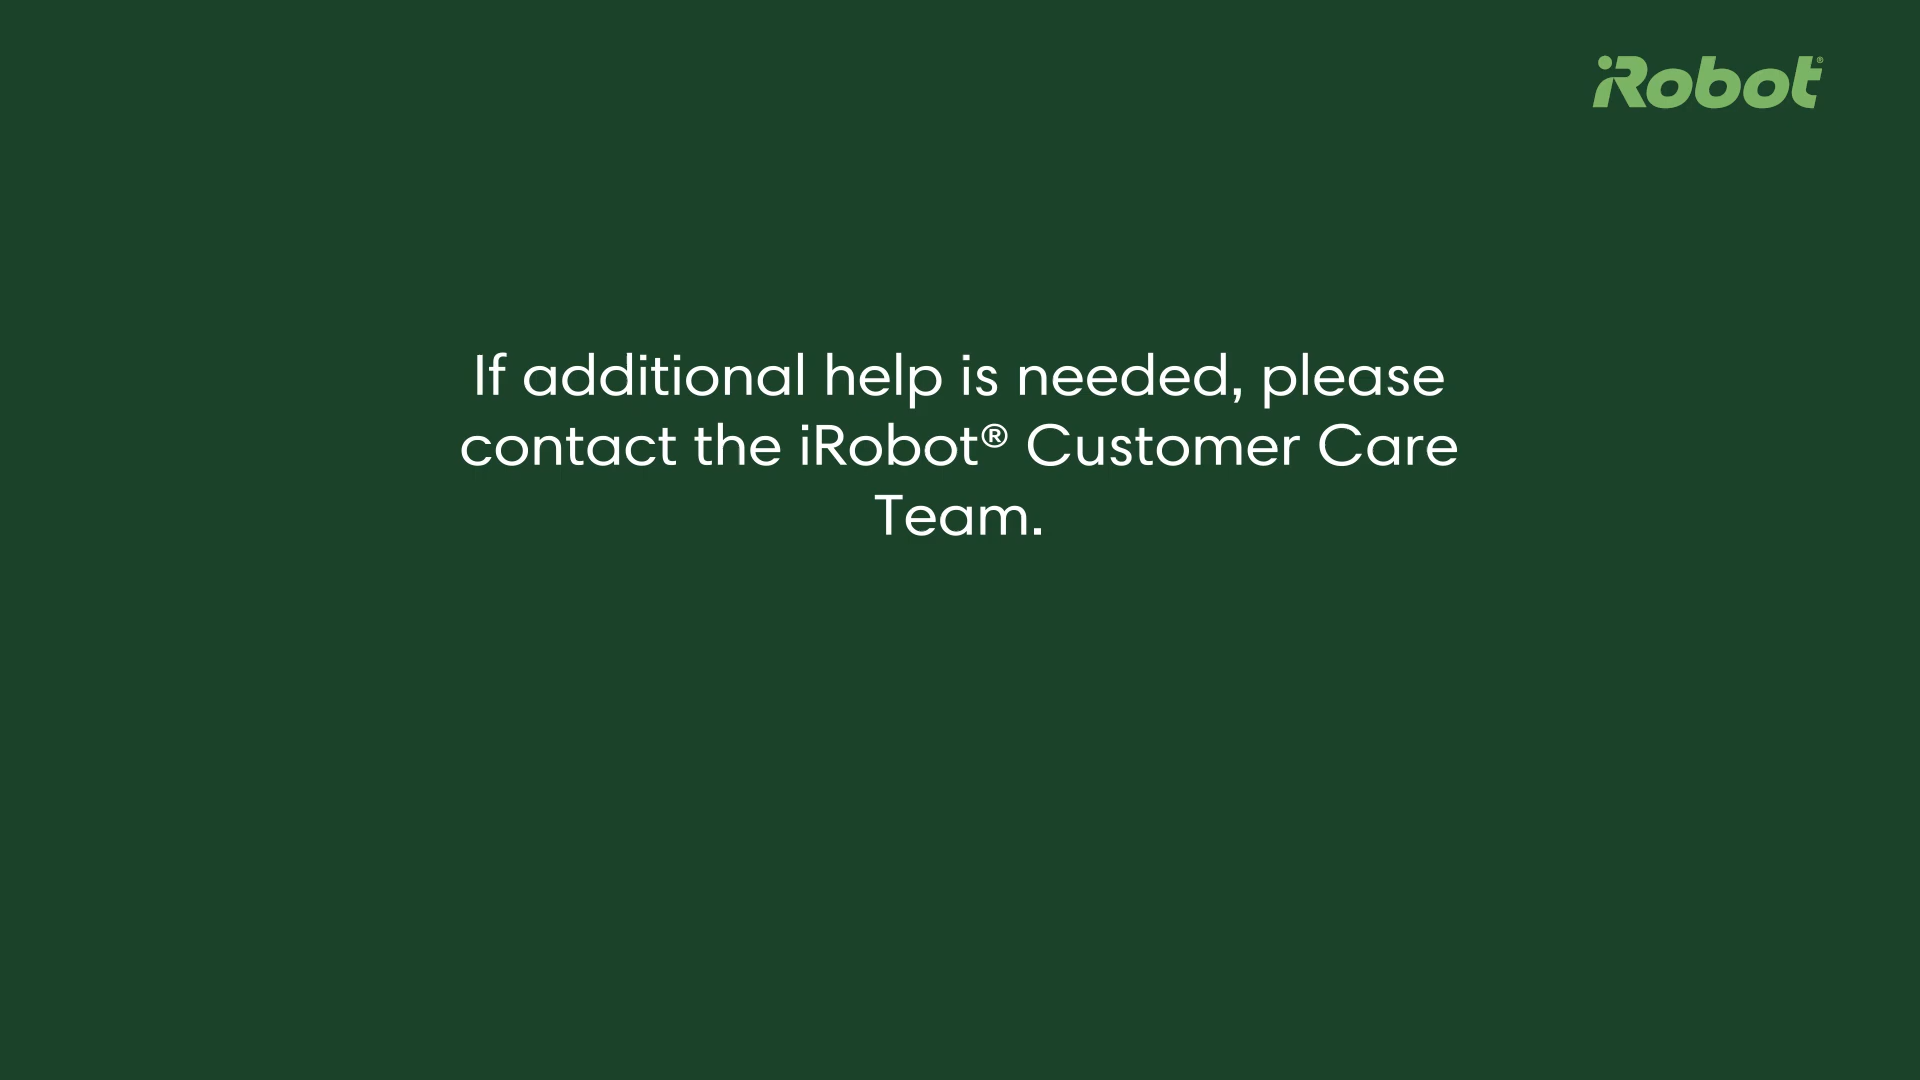 iRobot®
If additional help is needed, please
contact the iRobot® Customer Care
Team.